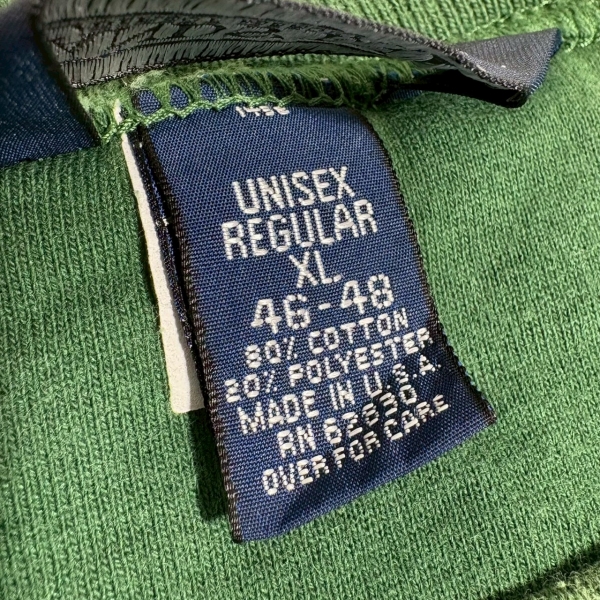 UNISEX
REGULAR
XL
46-48
80% COTTON
20% POLYESTER
MADE IN U.S.A.
RN 62830
OVER FOR CARE